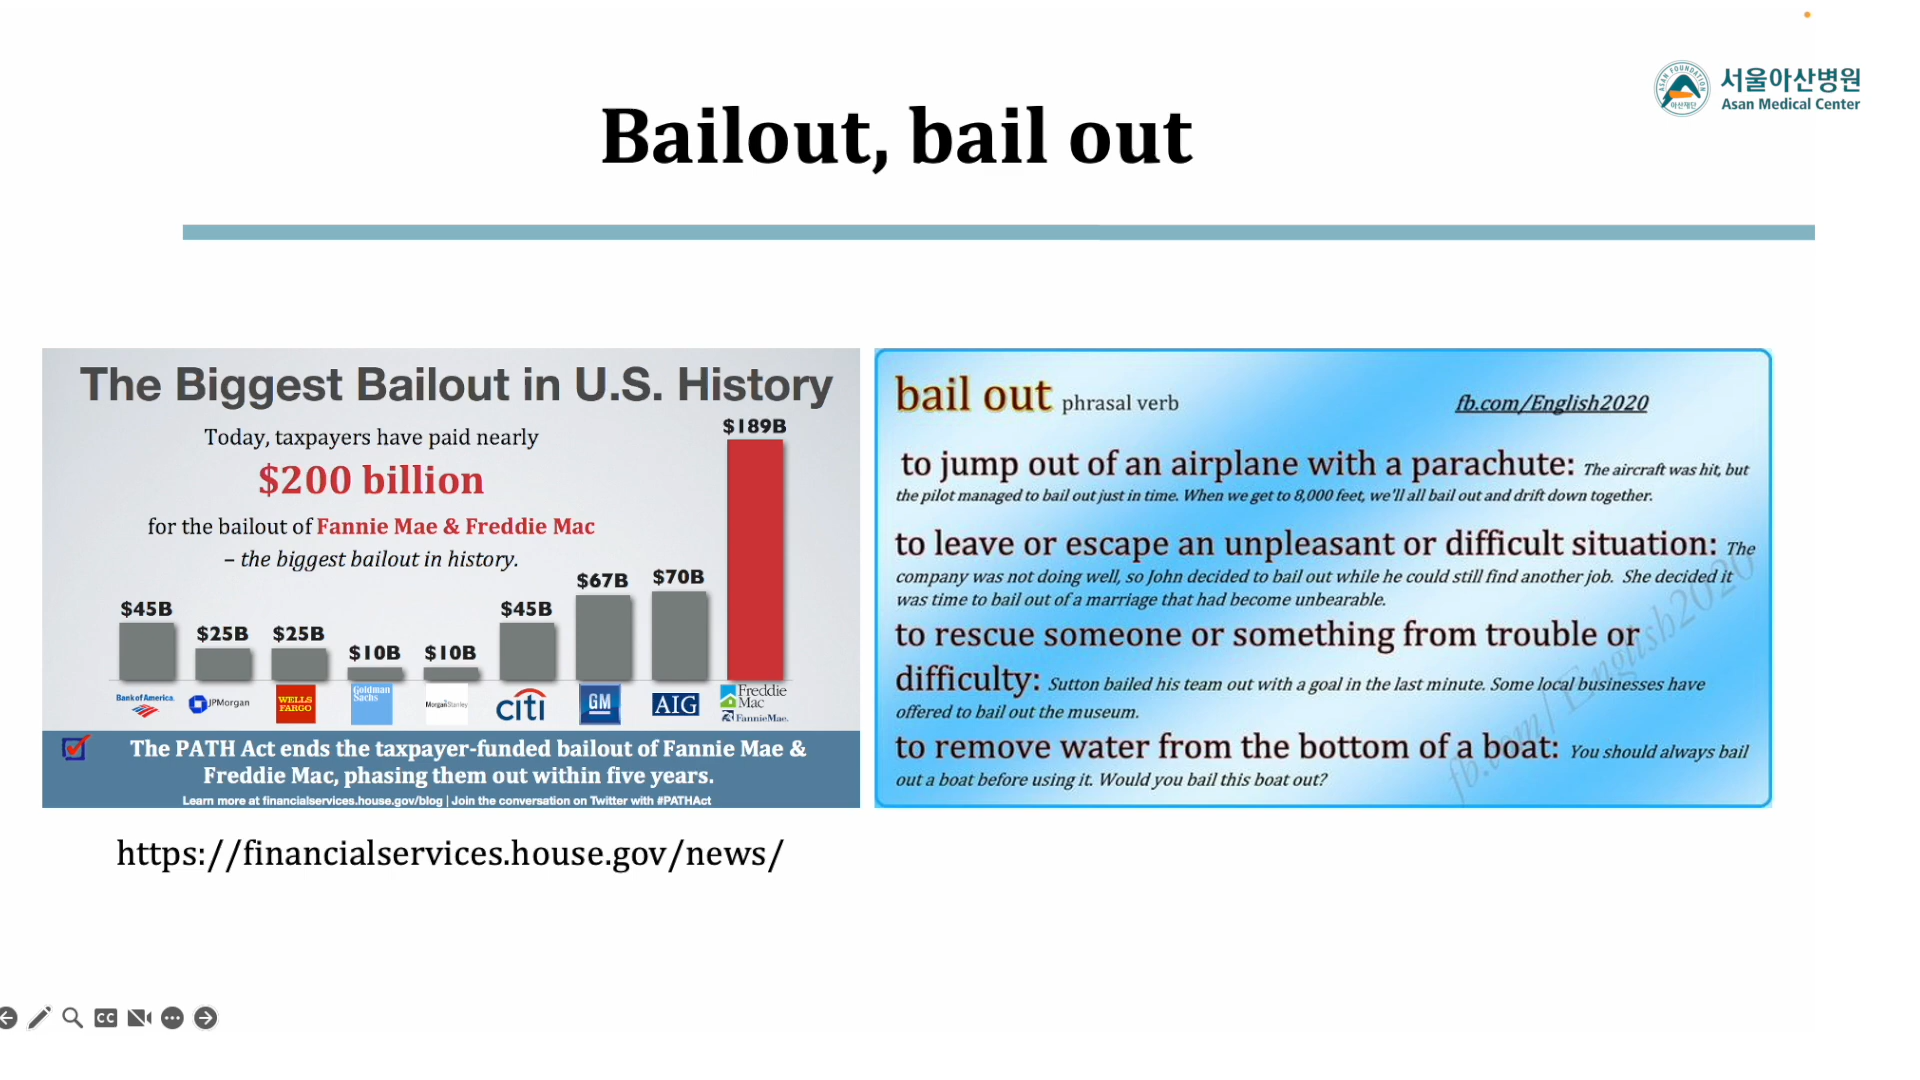 서울아산병원
Asan Medical Center
ASAN FOUNDATION
아산재단
Bailout, bail out
The Biggest Bailout in U.S. History
Today, taxpayers have paid nearly
$200 billion
for the bailout of Fannie Mae & Freddie Mac
– the biggest bailout in history.
$45B
$25B
$25B
$10B
$10B
$45B
$67B
$70B
$189B
Bank of America.
JPMorgan
WELLS
FARGO
Goldman
Sachs
Morgan Stanley
citi
GM
AIG
Freddie
Mac
FannieMae.
The PATH Act ends the taxpayer-funded bailout of Fannie Mae &
Freddie Mac, phasing them out within five years.
Learn more at financialservices.house.gov/blog | Join the conversation on Twitter with #PATHAct
https://financialservices.house.gov/news/
bail out phrasal verb
fb.com/English2020
to jump out of an airplane with a parachute: The aircraft was hit, but
the pilot managed to bail out just in time. When we get to 8,000 feet, we'll all bail out and drift down together.
to leave or escape an unpleasant or difficult situation: The
company was not doing well, so John decided to bail out while he could still find another job. She decided it
was time to bail out of a marriage that had become unbearable.
to rescue someone or something from trouble or
difficulty: Sutton bailed his team out with a goal in the last minute. Some local businesses have
offered to bail out the museum.
to remove water from the bottom of a boat: You should always bail
out a boat before using it. Would you bail this boat out?
fb.com/English2020
CC